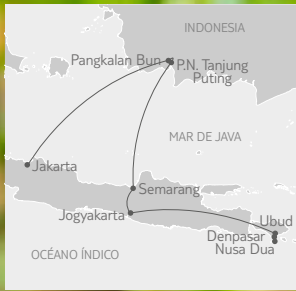 INDONESIA
Pangkalan Bun
P.N. Tanjung
Puting
MAR DE JAVA
Jakarta
Semarang
Jogyakarta
Ubud
Denpasar
Nusa Dua
OCÉANO ÍNDICO